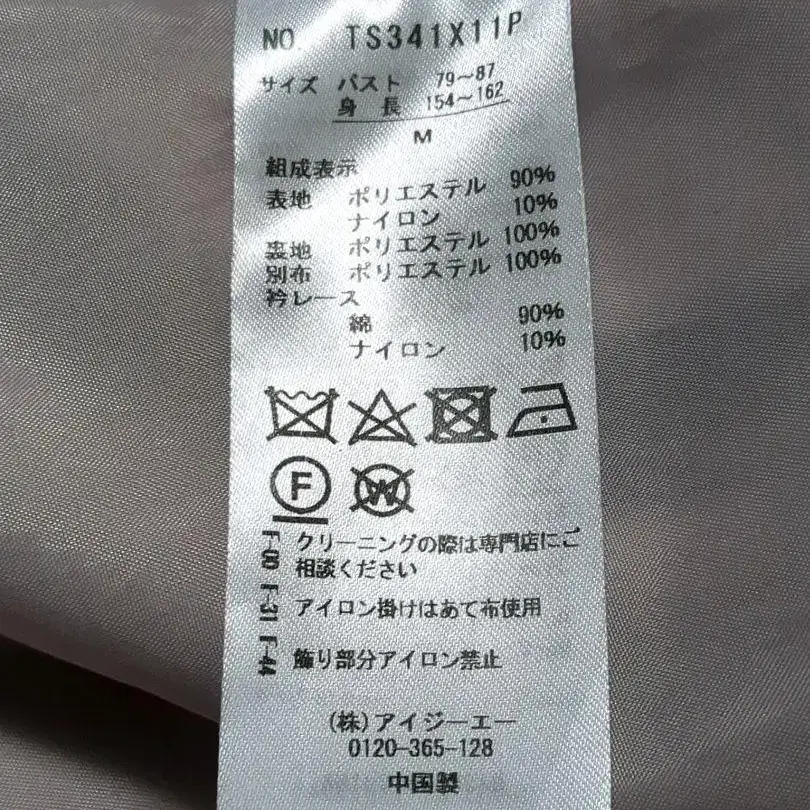 NO. TS341X11P
サイズ バスト 79～87
身 長 154～162
M
組成表示
表地 ポリエステル 90%
ナイロン 10%
裏地 ポリエステル 100%
別布 ポリエステル 100%
衿レース
綿 90%
ナイロン 10%
F
W
F-00 クリーニングの際は専門店にご
相談ください
F-31 アイロン掛けはあて布使用
F-44 飾り部分アイロン禁止
(株)アイジーエー
0120-365-128
中国製